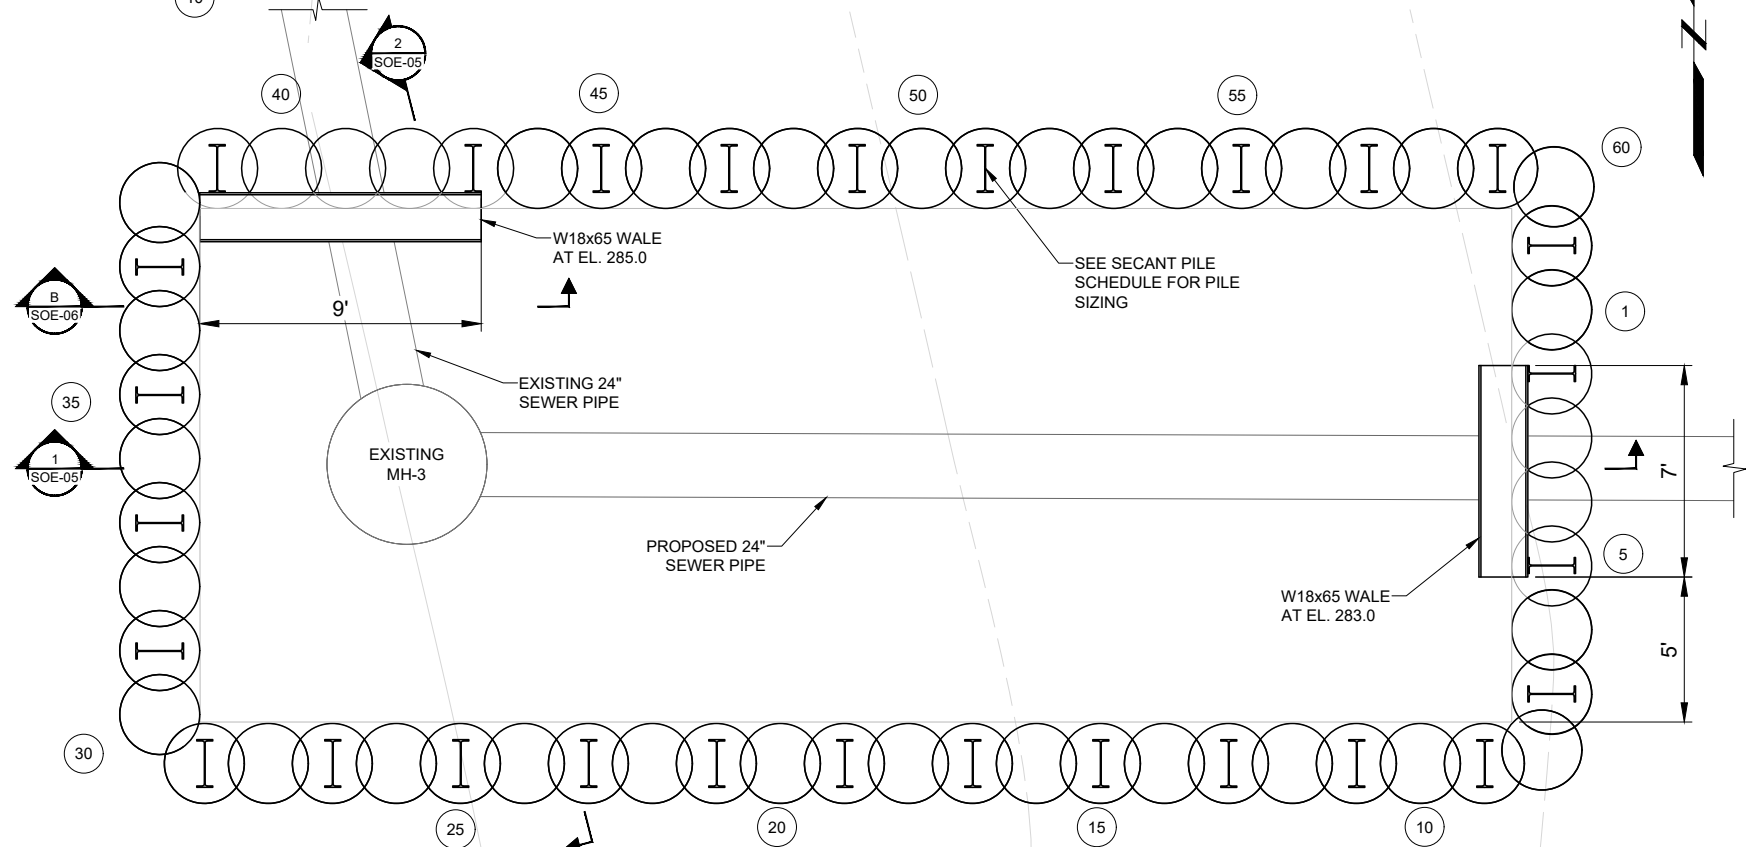 2
SOE-05
40
45
50
55
60
W18x65 WALE
AT EL. 285.0
SEE SECANT PILE
SCHEDULE FOR PILE
SIZING
B
SOE-06
9'
1
EXISTING 24"
SEWER PIPE
35
1
SOE-05
EXISTING
MH-3
7'
PROPOSED 24"
SEWER PIPE
5
W18x65 WALE
AT EL. 283.0
5'
30
25
20
15
10